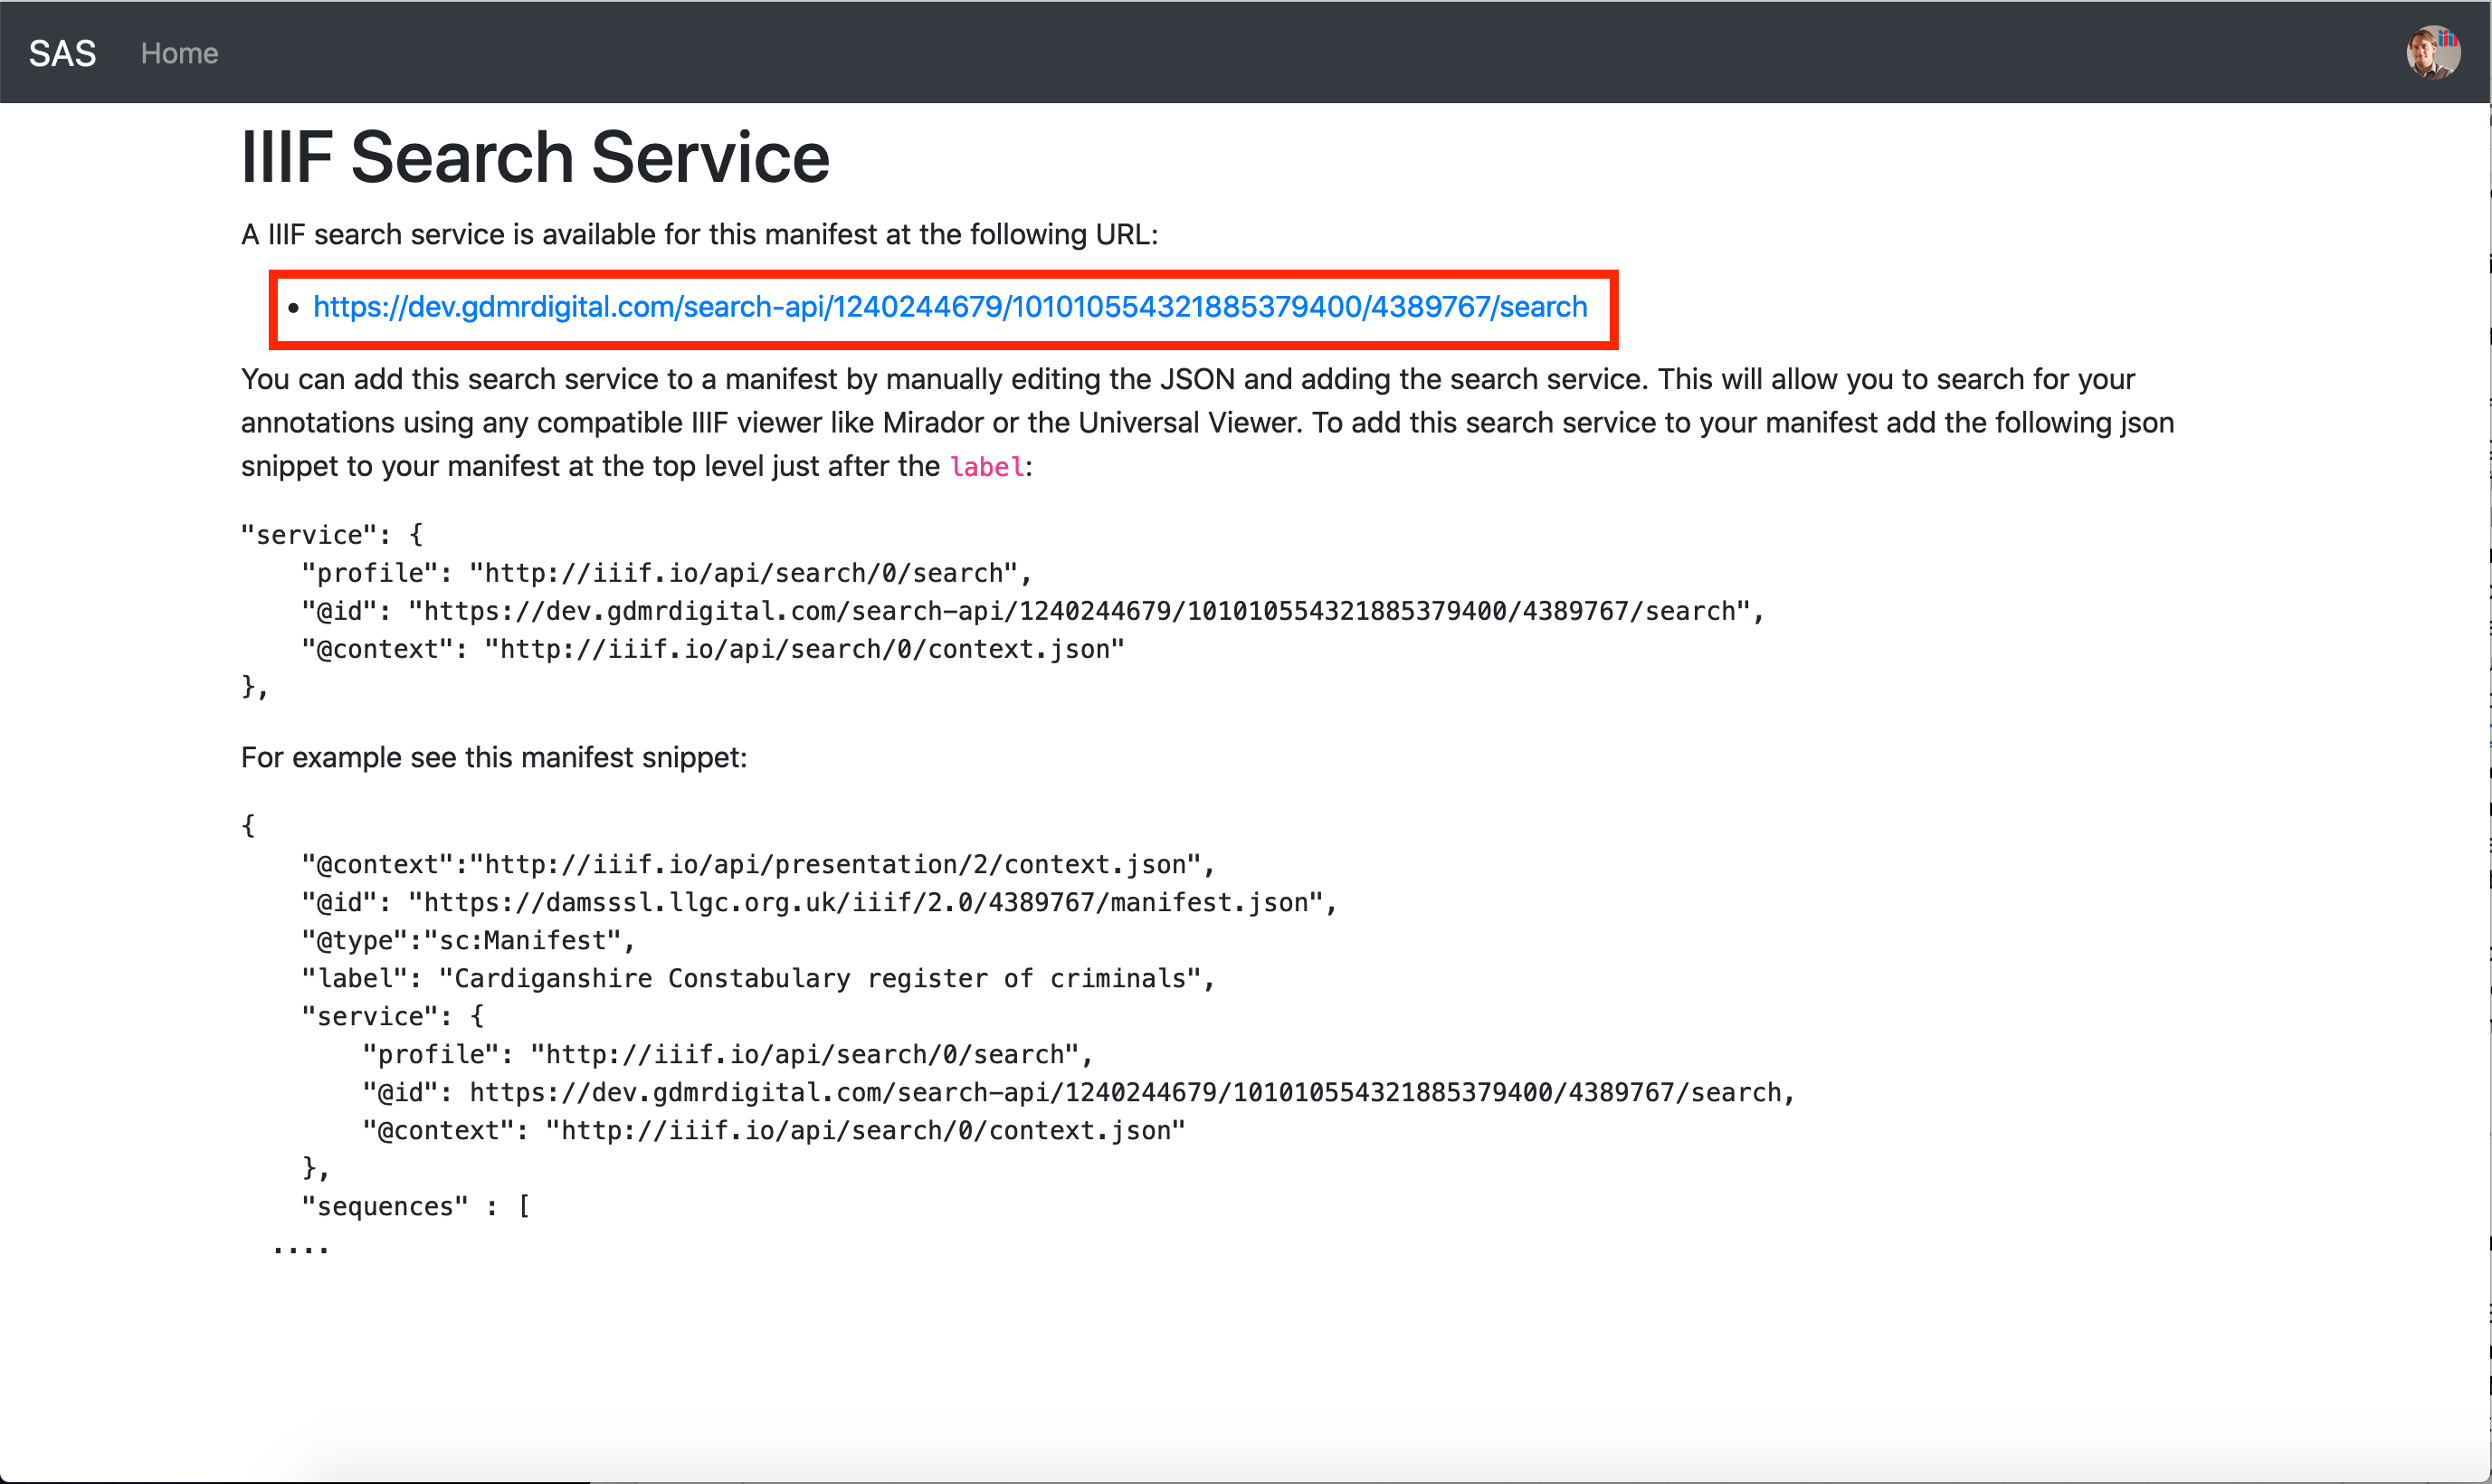 SAS Home
IIIF Search Service
A IIIF search service is available for this manifest at the following URL:
• https://dev.gdmrdigital.com/search-api/1240244679/101010554321885379400/4389767/search
You can add this search service to a manifest by manually editing the JSON and adding the search service. This will allow you to search for your
annotations using any compatible IIIF viewer like Mirador or the Universal Viewer. To add this search service to your manifest add the following json
snippet to your manifest at the top level just after the label:
"service": {
    "profile": "http://iiif.io/api/search/0/search",
    "@id": "https://dev.gdmrdigital.com/search-api/1240244679/101010554321885379400/4389767/search",
    "@context": "http://iiif.io/api/search/0/context.json"
},
For example see this manifest snippet:
{
    "@context":"http://iiif.io/api/presentation/2/context.json",
    "@id": "https://damsssl.llgc.org.uk/iiif/2.0/4389767/manifest.json",
    "@type":"sc:Manifest",
    "label": "Cardiganshire Constabulary register of criminals",
    "service": {
        "profile": "http://iiif.io/api/search/0/search",
        "@id": https://dev.gdmrdigital.com/search-api/1240244679/101010554321885379400/4389767/search,
        "@context": "http://iiif.io/api/search/0/context.json"
    },
    "sequences" : [
  ....